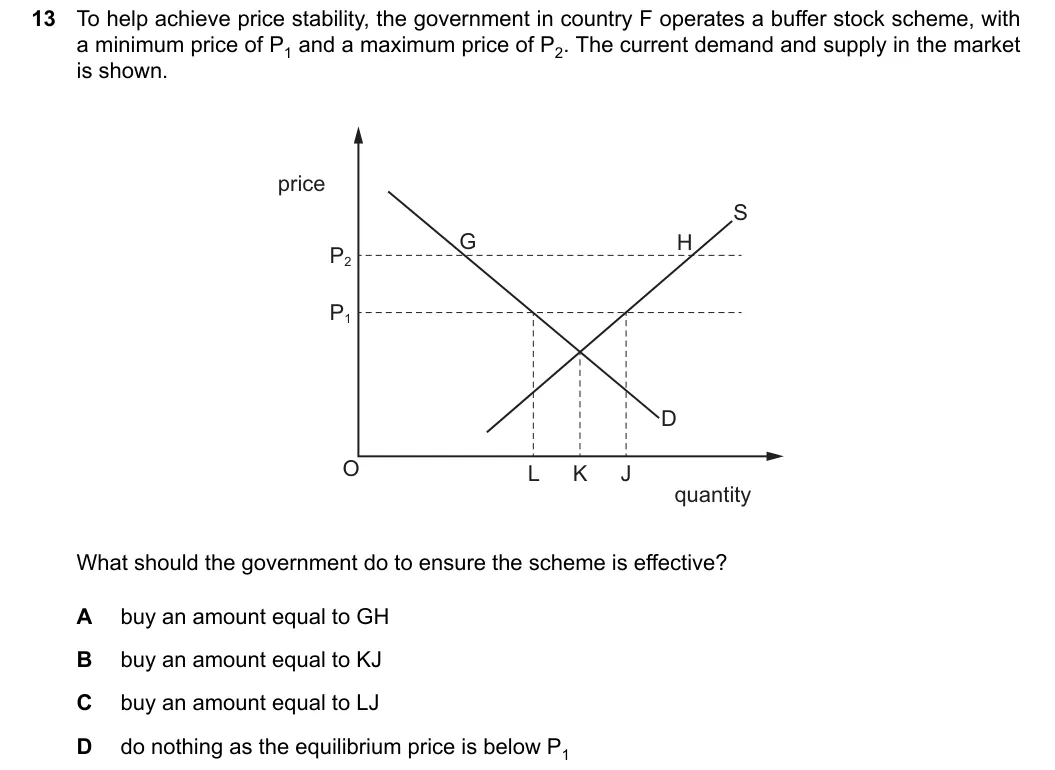 13 To help achieve price stability, the government in country F operates a buffer stock scheme, with
a minimum price of P₁ and a maximum price of P₂. The current demand and supply in the market
is shown.
price
S
G
H
P₂
P₁
D
O
L K J
quantity
What should the government do to ensure the scheme is effective?
A buy an amount equal to GH
B buy an amount equal to KJ
C buy an amount equal to LJ
D do nothing as the equilibrium price is below P₁